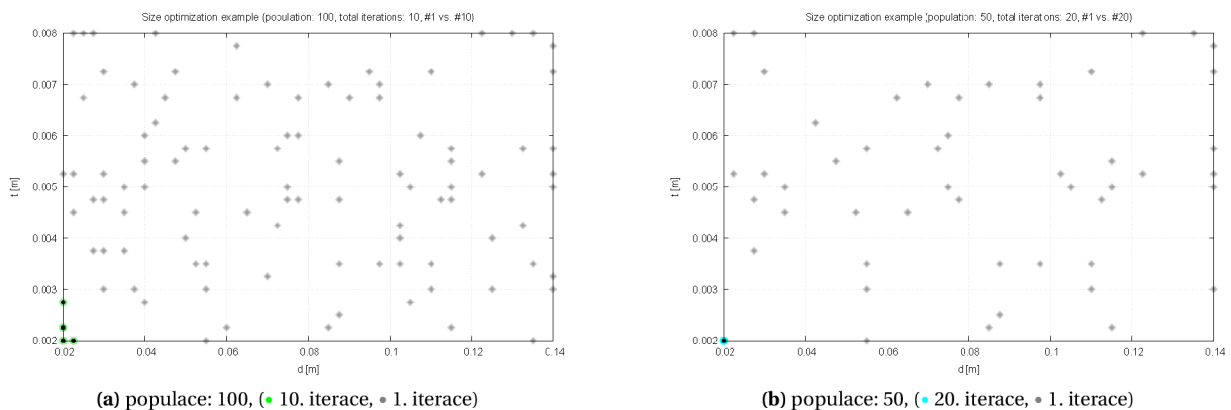 Size optimization example (population: 100, total iterations: 10, #1 vs. #10)
0.008
0.007
0.006
0.005
0.004
0.003
0.002
t [m]
0.02 0.04 0.06 0.08 0.1 0.12 0.14
d [m]
(a) populace: 100, (• 10. iterace, • 1. iterace)
Size optimization example (population: 50, total iterations: 20, #1 vs. #20)
0.008
0.007
0.006
0.005
0.004
0.003
0.002
t [m]
0.02 0.04 0.06 0.08 0.1 0.12 0.14
d [m]
(b) populace: 50, (• 20. iterace, • 1. iterace)